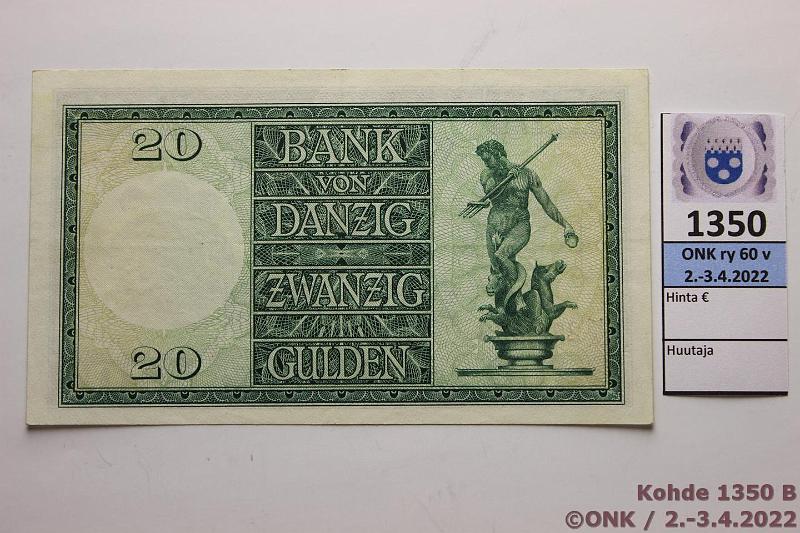 20
BANK
VON
DANZIG
ZWANZIG
GULDEN
20
1350
ONK ry 60 v
2.-3.4.2022
Hinta €
Huutaja
Kohde 1350 B
©ONK / 2.-3.4.2022